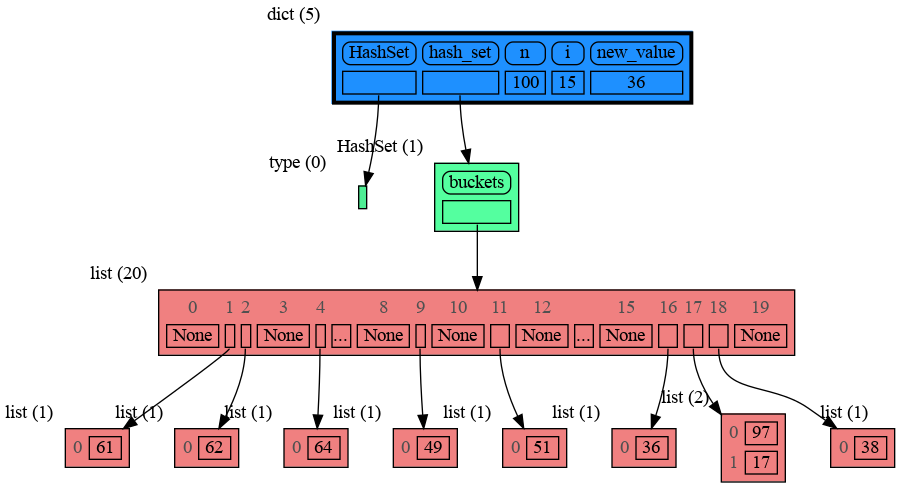 dict (5)
HashSet hash_set n i new_value
100 15 36
HashSet (1)
type (0)
buckets
list (20)
0 1 2 3 4 8 9 10 11 12 15 16 17 18 19
None None ... None None None ... None None
list (1) list (1) list (1) list (1) list (1) list (1) list (2) list (1)
0 61 0 62 0 64 0 49 0 51 0 36 0 97 0 38
1 17